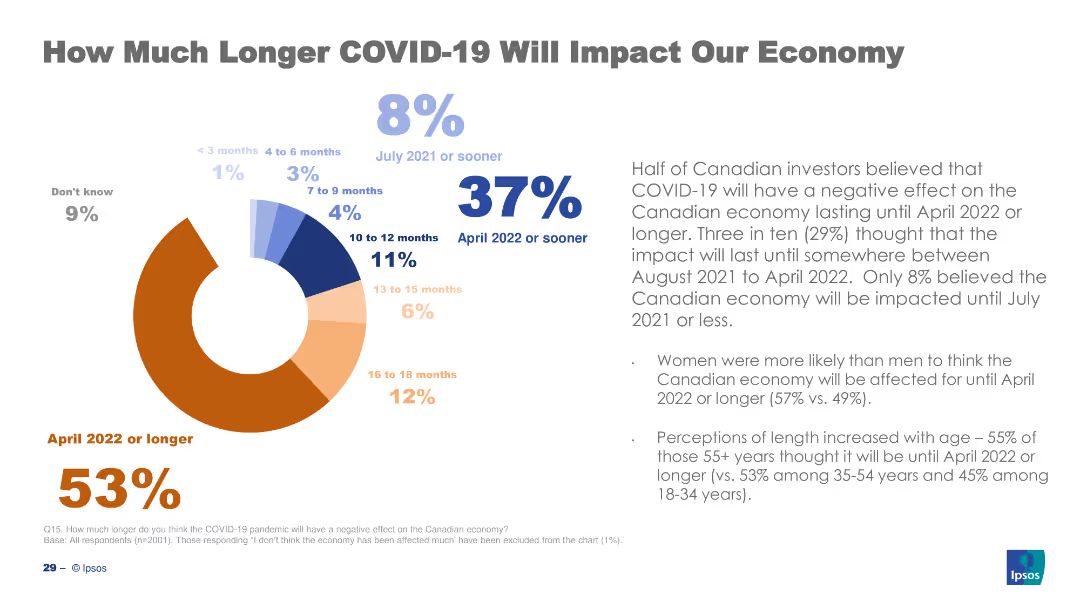 How Much Longer COVID-19 Will Impact Our Economy
8%
July 2021 or sooner
< 3 months
1%
4 to 6 months
3%
37%
April 2022 or sooner
7 to 9 months
4%
Don't know
9%
10 to 12 months
11%
13 to 15 months
6%
16 to 18 months
12%
April 2022 or longer
53%
Half of Canadian investors believed that
COVID-19 will have a negative effect on the
Canadian economy lasting until April 2022 or
longer. Three in ten (29%) thought that the
impact will last until somewhere between
August 2021 to April 2022.  Only 8% believed the
Canadian economy will be impacted until July
2021 or less.
· Women were more likely than men to think the
Canadian economy will be affected for until April
2022 or longer (57% vs. 49%).
· Perceptions of length increased with age – 55% of
those 55+ years thought it will be until April 2022 or
longer (vs. 53% among 35-54 years and 45% among
18-34 years).
Q15. How much longer do you think the COVID-19 pandemic will have a negative effect on the Canadian economy?
Base: All respondents (n=2001). Those responding 'I don't think the economy has been affected much' have been excluded from the chart (1%).
29 – © Ipsos
Ipsos